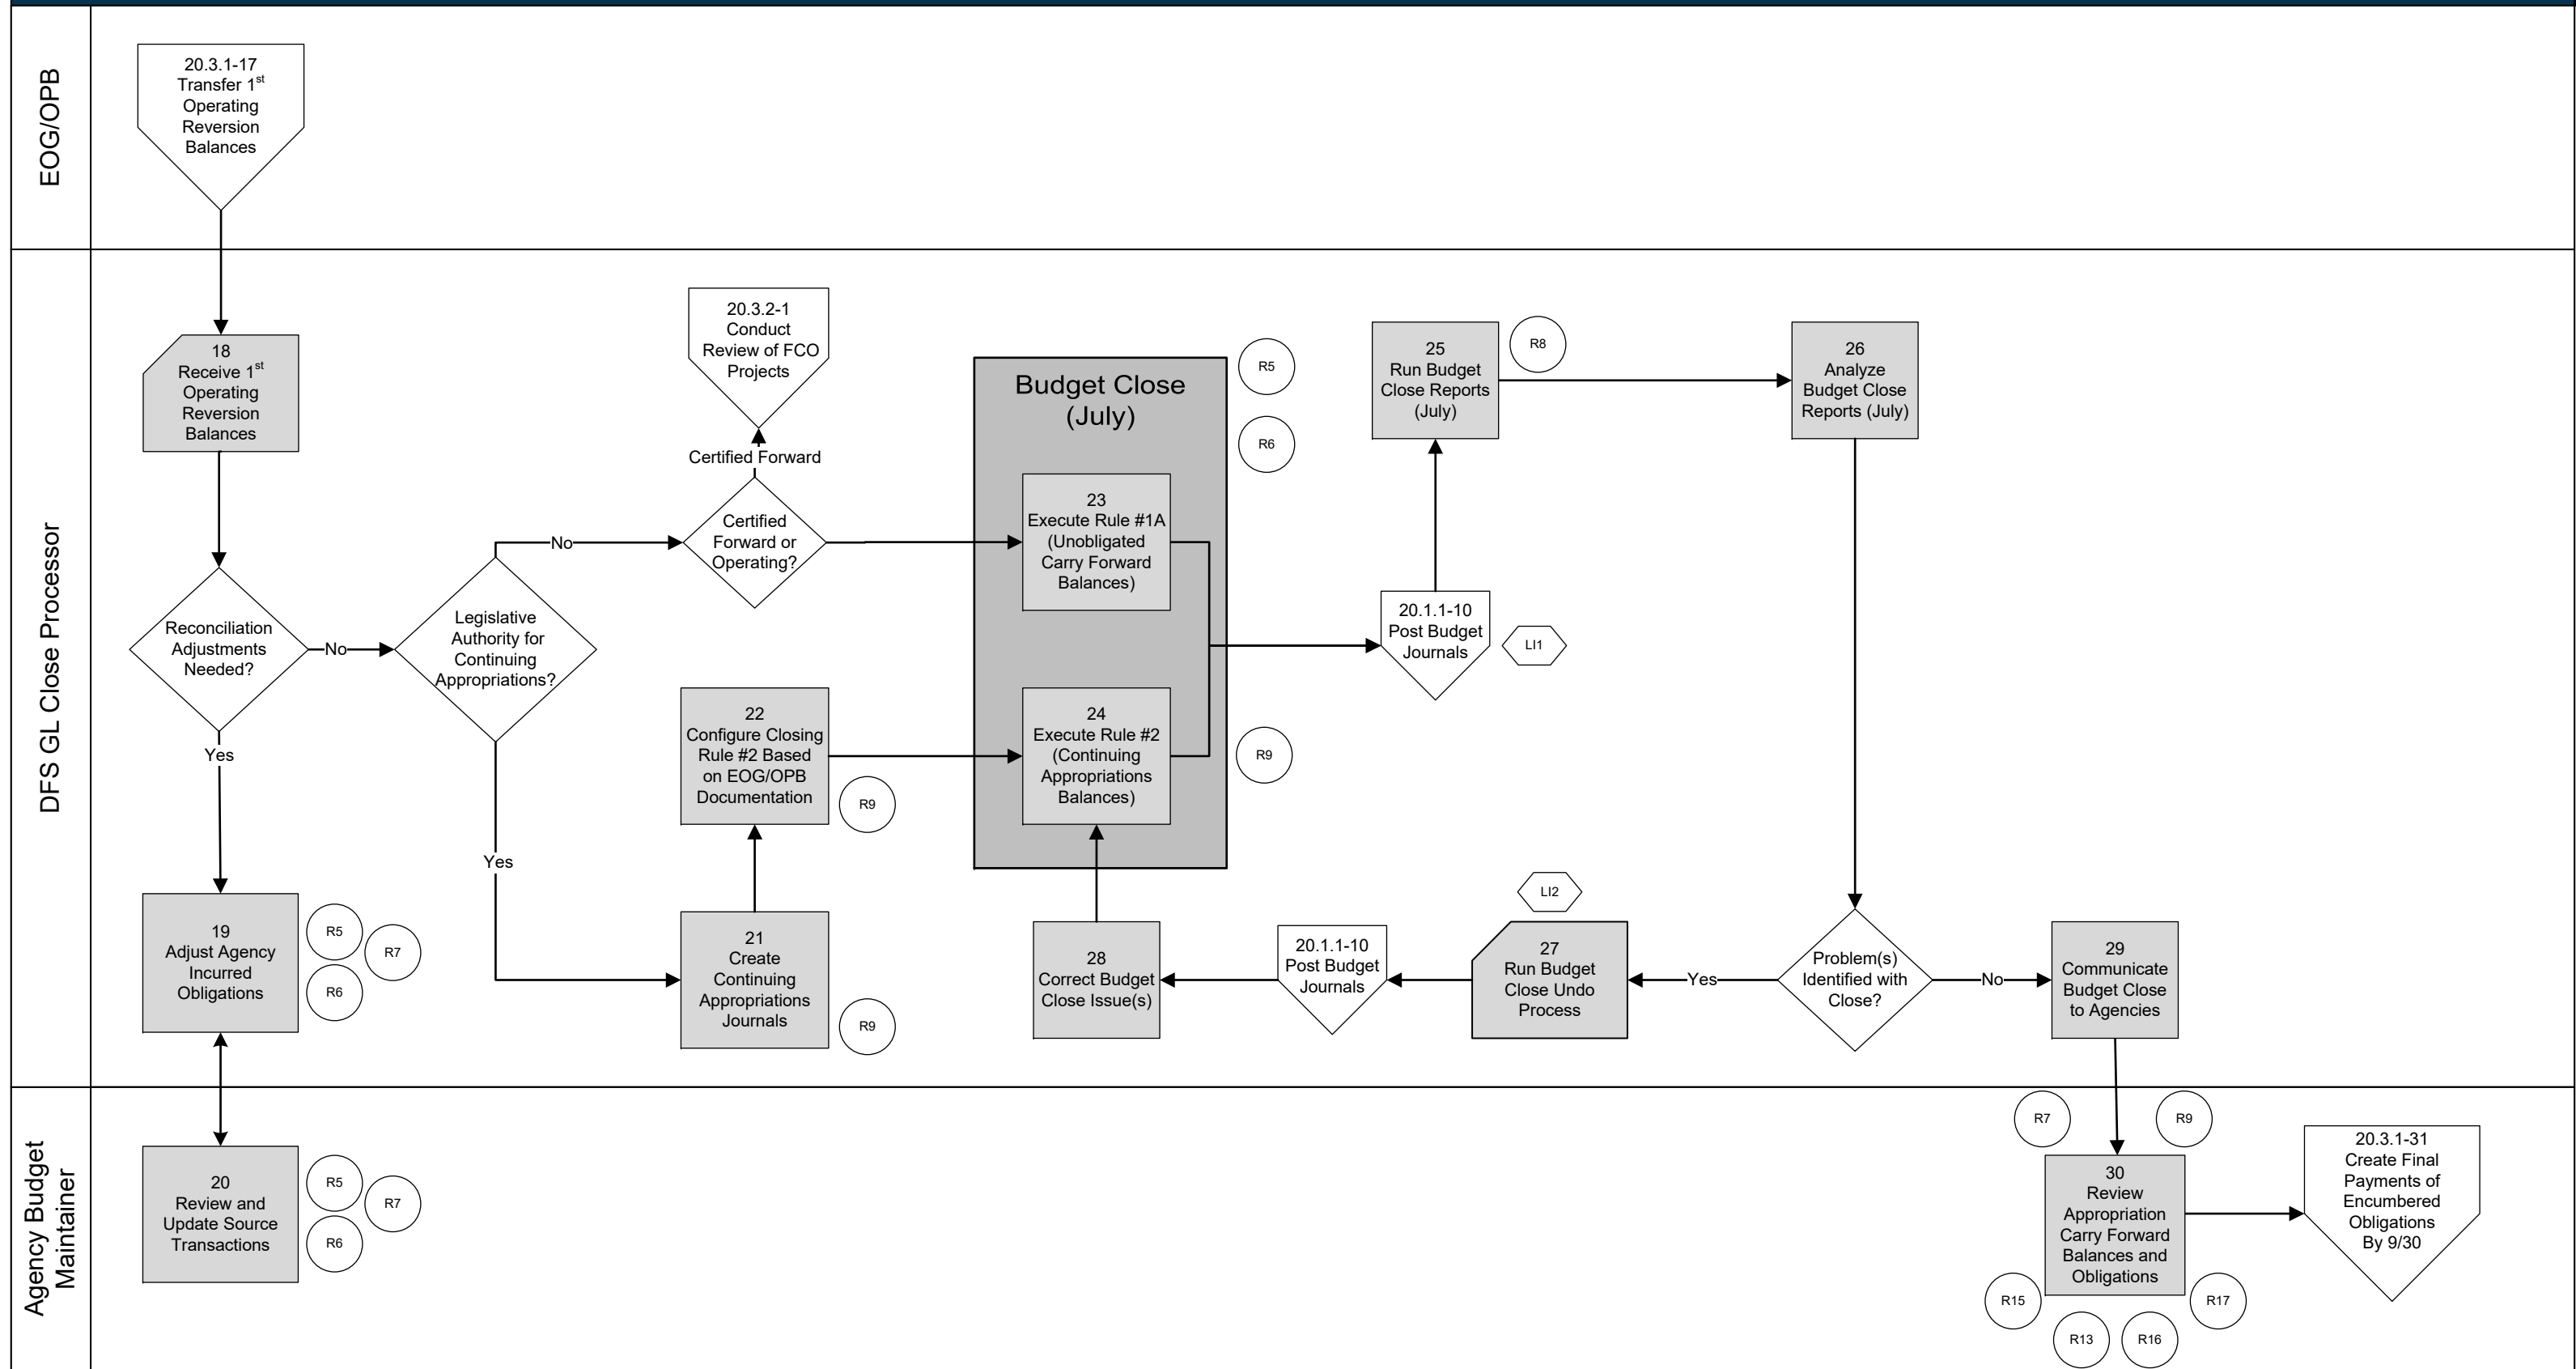 EOG/OPB
20.3.1-17
Transfer 1st
Operating
Reversion
Balances
DFS GL Close Processor
18
Receive 1st
Operating
Reversion
Balances
Reconciliation
Adjustments
Needed?
No
Yes
19
Adjust Agency
Incurred
Obligations
R5
R7
R6
Legislative
Authority for
Continuing
Appropriations?
No
Yes
20.3.2-1
Conduct
Review of FCO
Projects
Certified Forward
Certified
Forward or
Operating?
22
Configure Closing
Rule #2 Based
on EOG/OPB
Documentation
R9
21
Create
Continuing
Appropriations
Journals
R9
Budget Close
(July)
R5
R6
23
Execute Rule #1A
(Unobligated
Carry Forward
Balances)
24
Execute Rule #2
(Continuing
Appropriations
Balances)
R9
25
Run Budget
Close Reports
(July)
R8
20.1.1-10
Post Budget
Journals
LI1
26
Analyze
Budget Close
Reports (July)
Problem(s)
Identified with
Close?
Yes
No
LI2
27
Run Budget
Close Undo
Process
20.1.1-10
Post Budget
Journals
28
Correct Budget
Close Issue(s)
29
Communicate
Budget Close
to Agencies
Agency Budget
Maintainer
20
Review and
Update Source
Transactions
R5
R7
R6
R7
R9
30
Review
Appropriation
Carry Forward
Balances and
Obligations
R15
R13
R16
R17
20.3.1-31
Create Final
Payments of
Encumbered
Obligations
By 9/30